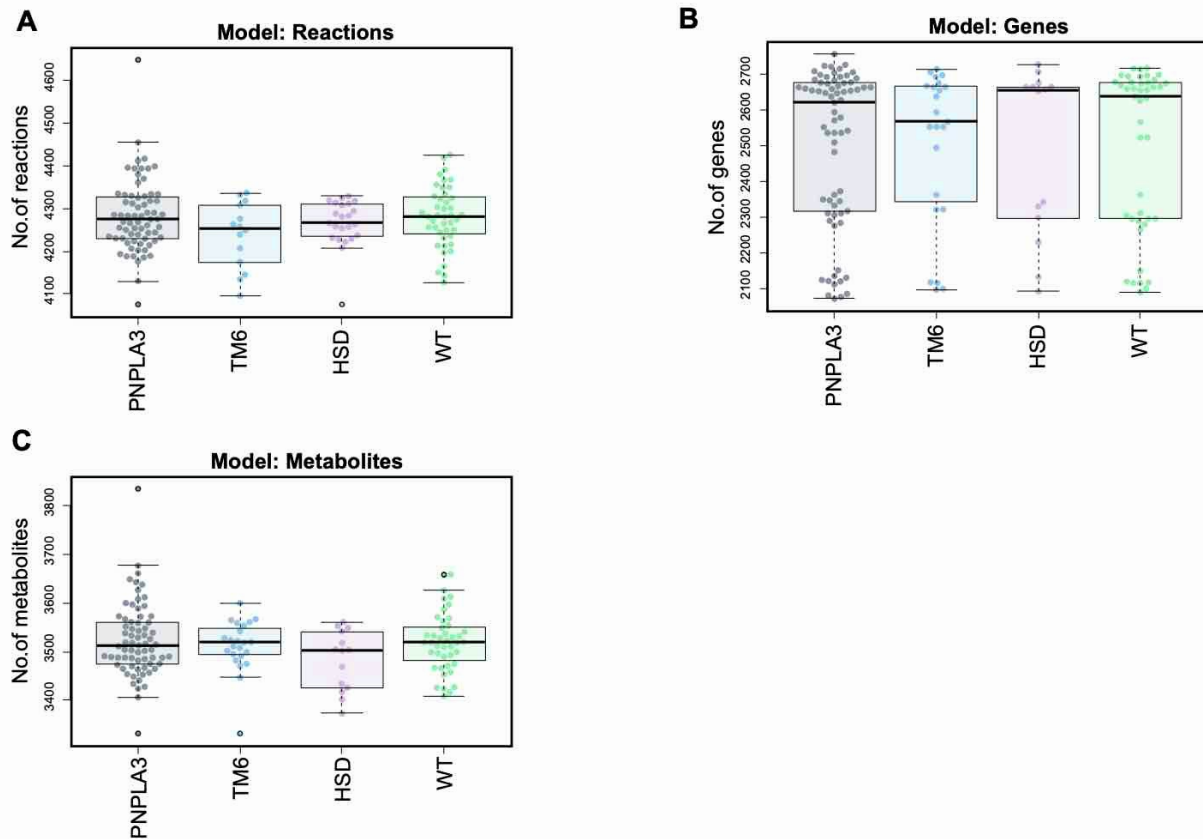 A
Model: Reactions
No.of reactions
4600
4500
4400
4300
4200
4100
PNPLA3
TM6
HSD
WT
B
Model: Genes
No.of genes
2700
2600
2500
2400
2300
2200
2100
PNPLA3
TM6
HSD
WT
C
Model: Metabolites
No.of metabolites
3800
3700
3600
3500
3400
PNPLA3
TM6
HSD
WT